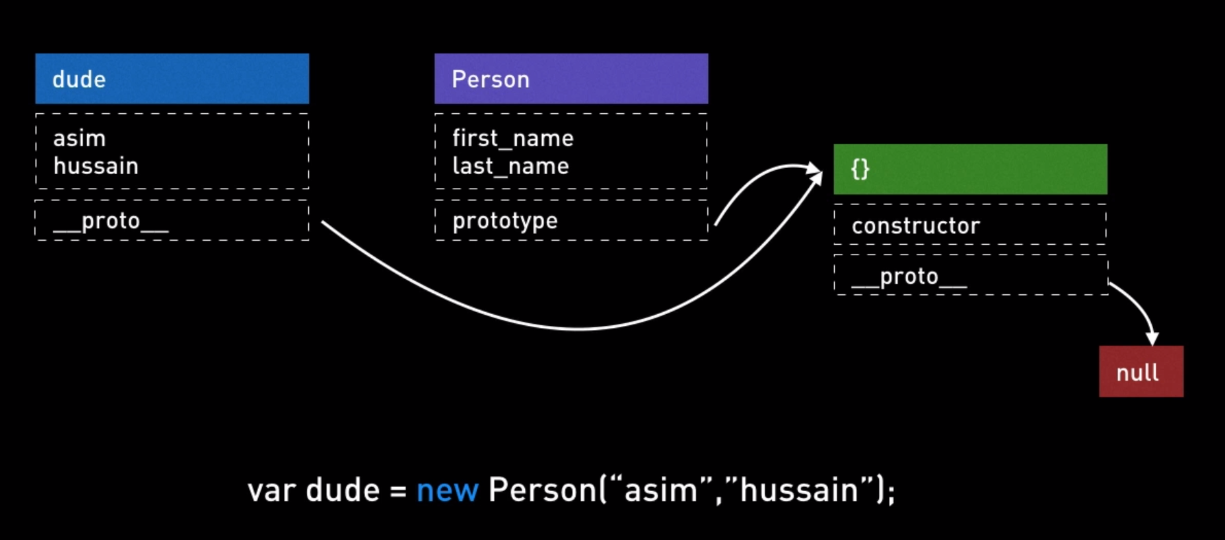 dude
asim
hussain
__proto__
Person
first_name
last_name
prototype
{}
constructor
__proto__
null
var dude = new Person(“asim”,”hussain”);